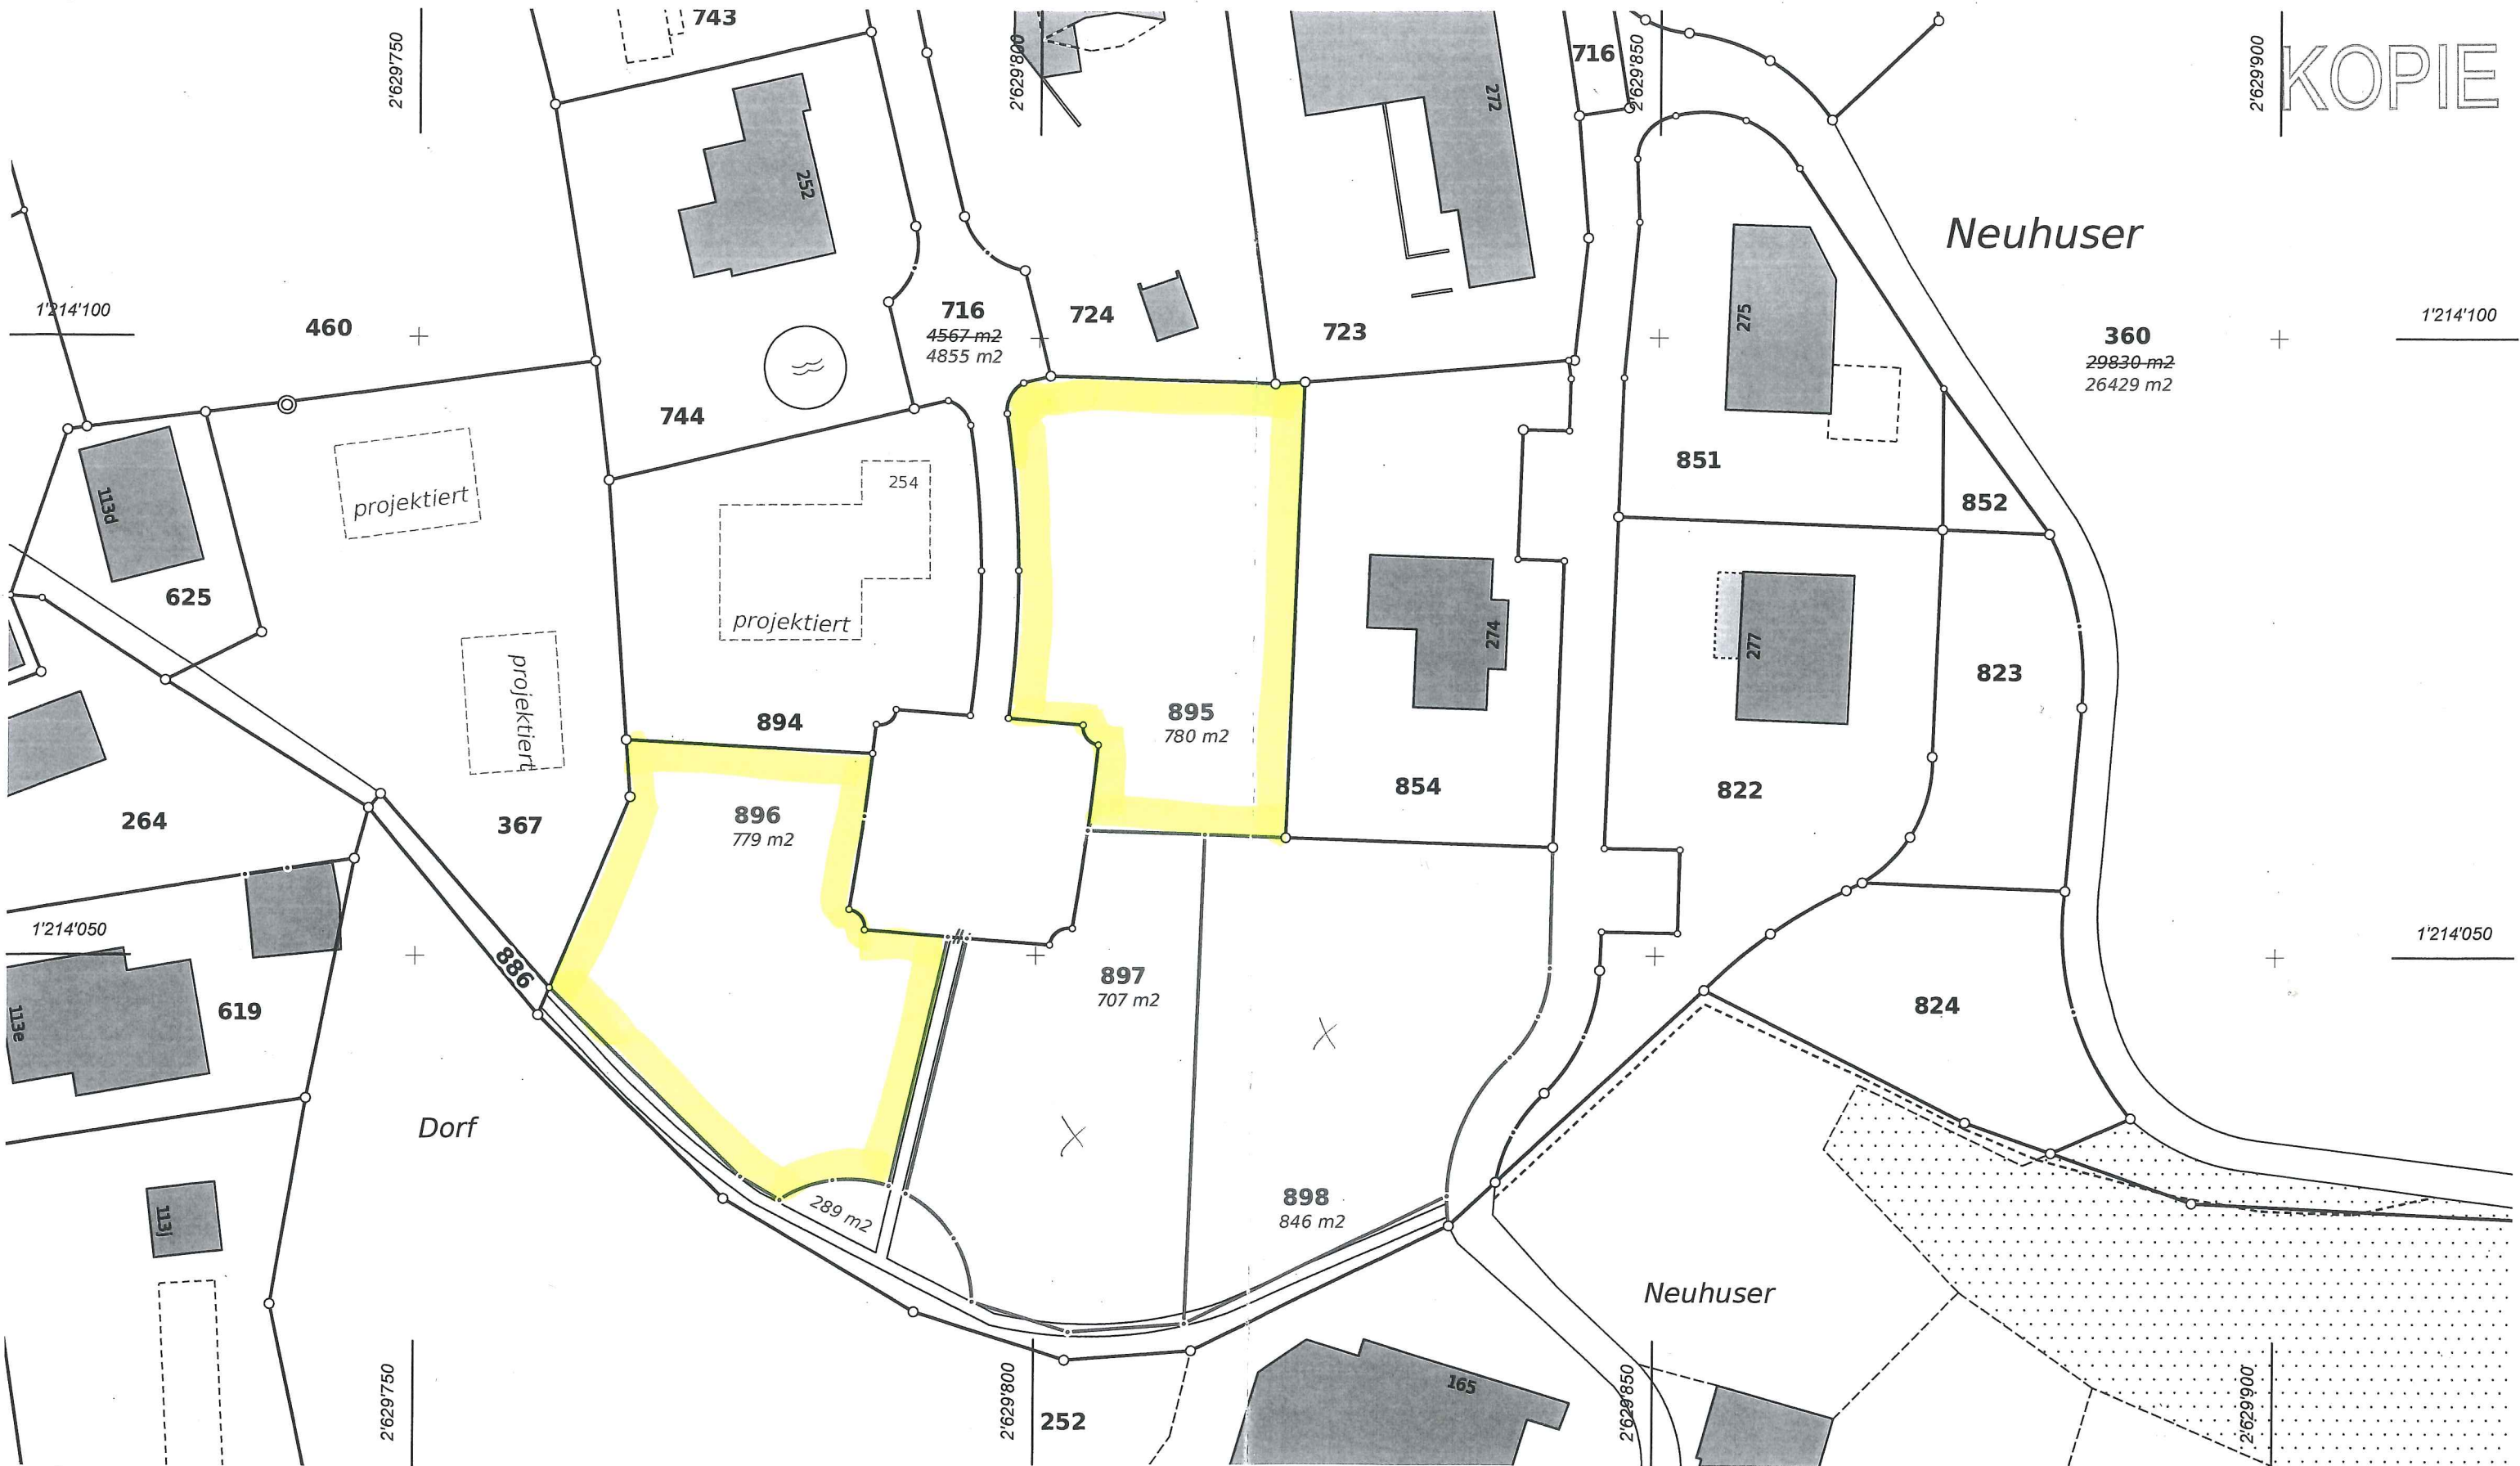 743
2'629'750
2'629'800
272
716
2'629'850
2'629'900
KOPIE
252
Neuhuser
1'214'100
460
716
4567 m2
4855 m2
724
723
275
360
29830 m2
26429 m2
1'214'100
744
254
851
852
projektiert
113d
625
projektiert
projektiert
274
277
823
894
895
780 m2
854
822
264
367
896
779 m2
1'214'050
886
897
707 m2
1'214'050
619
113e
824
Dorf
113j
289 m2
898
846 m2
Neuhuser
165
2'629'750
2'629'800
252
2'629'850
2'629'900